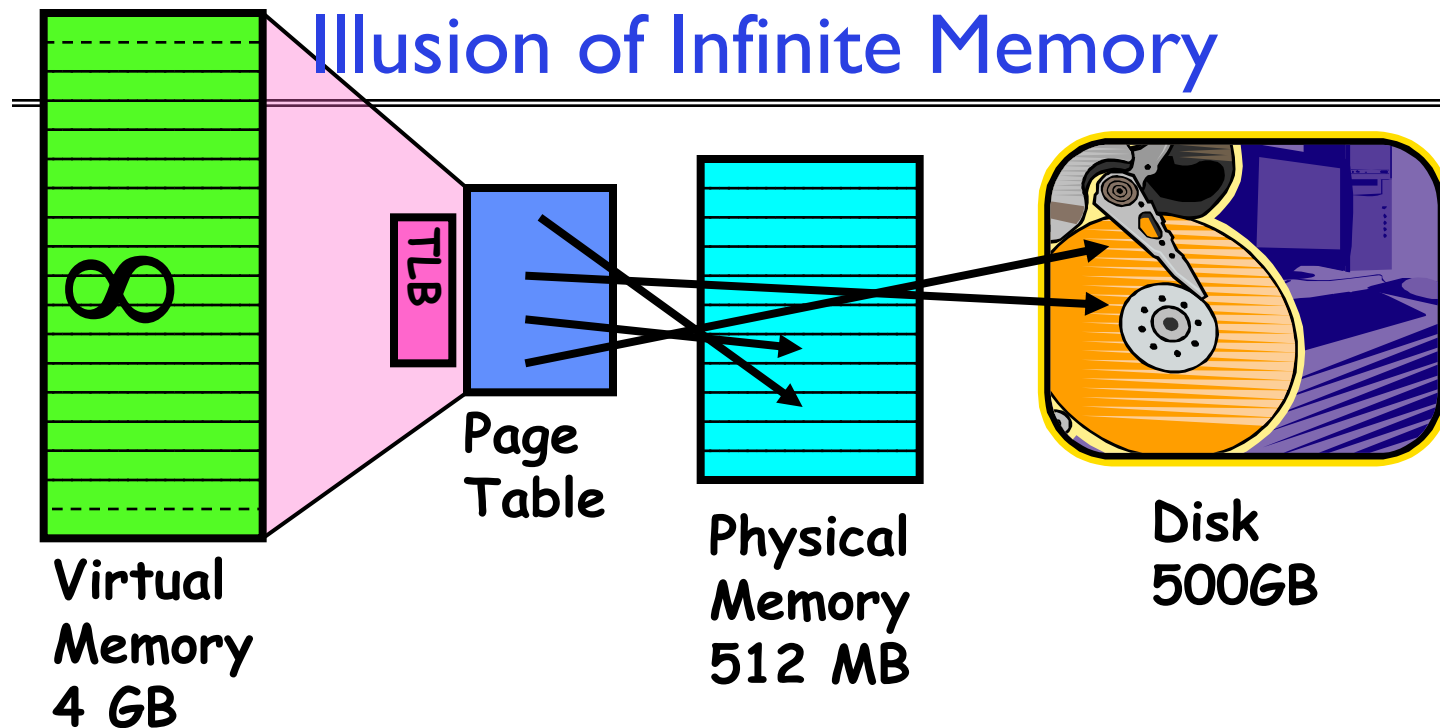 Illusion of Infinite Memory
∞
TLB
Page
Table
Virtual
Memory
4 GB
Physical
Memory
512 MB
Disk
500GB